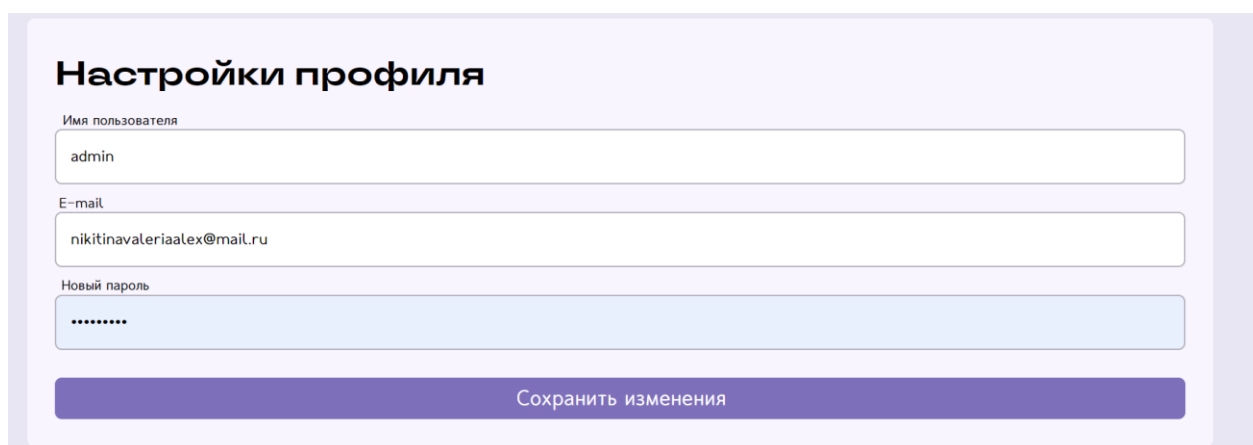 Настройки профиля
Имя пользователя
admin
E-mail
nikitinavaleriaalex@mail.ru
Новый пароль
•••••••••
Сохранить изменения